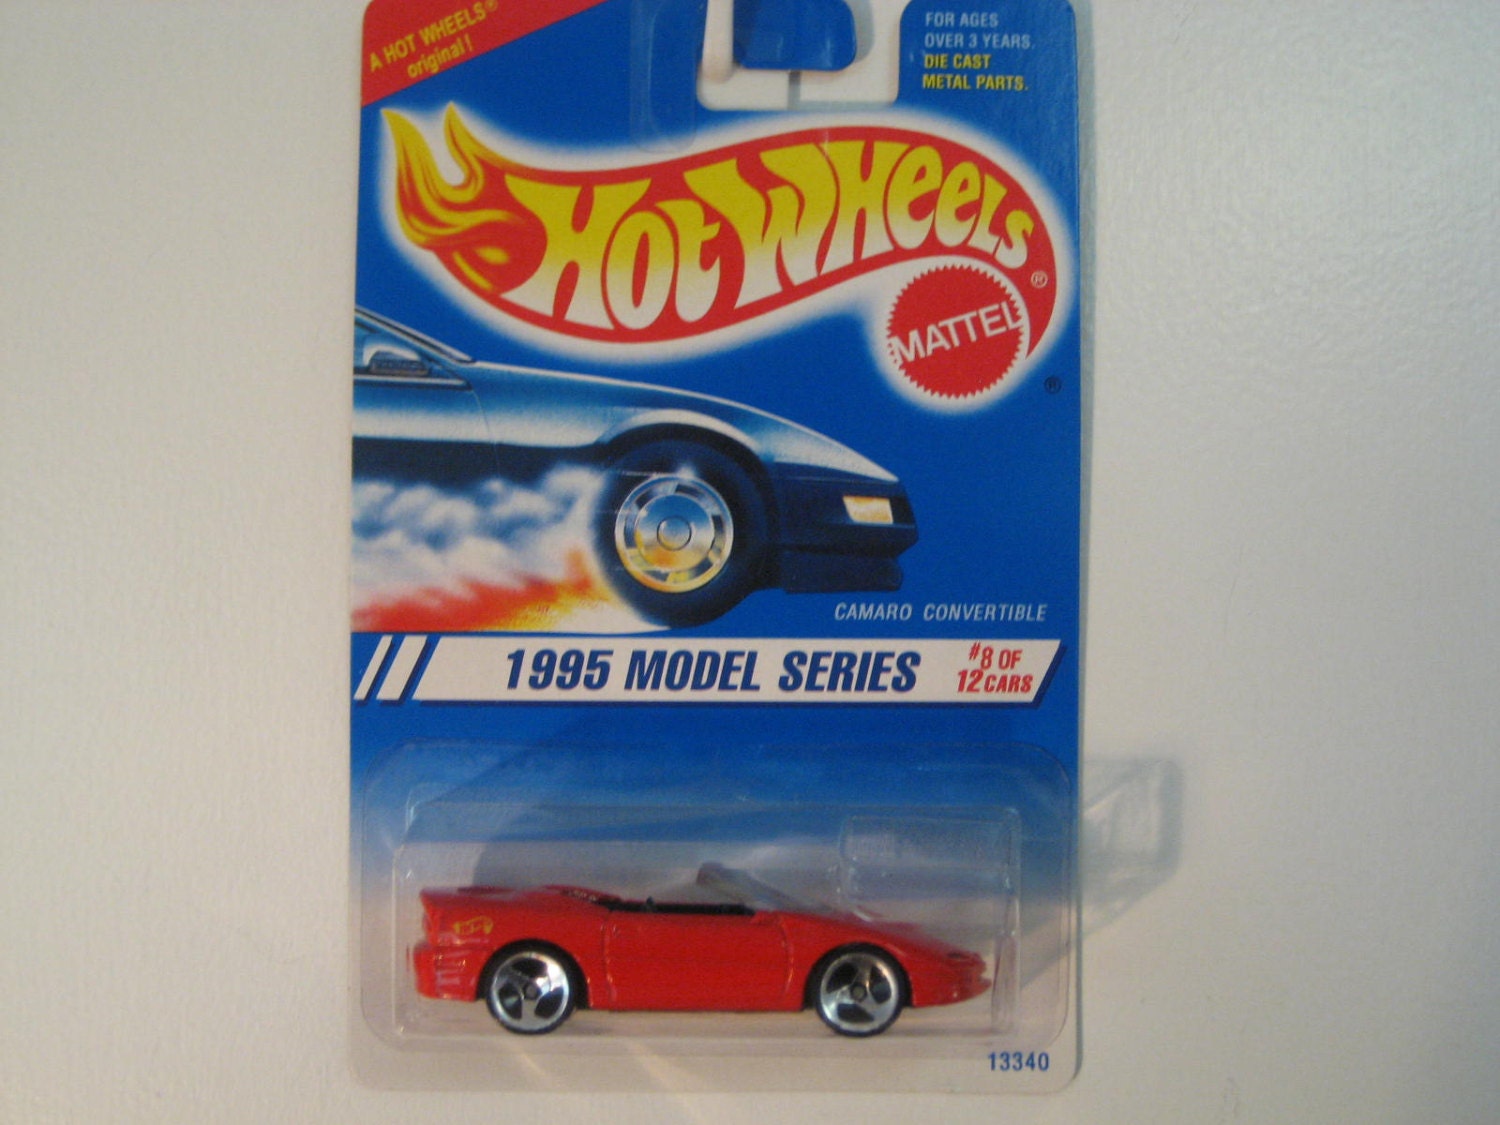 A HOT WHEELS®
original!
FOR AGES
OVER 3 YEARS.
DIE CAST
METAL PARTS.
HOT WHEELS
®
MATTEL
®
CAMARO CONVERTIBLE
1995 MODEL SERIES
#8 OF
12 CARS
13340